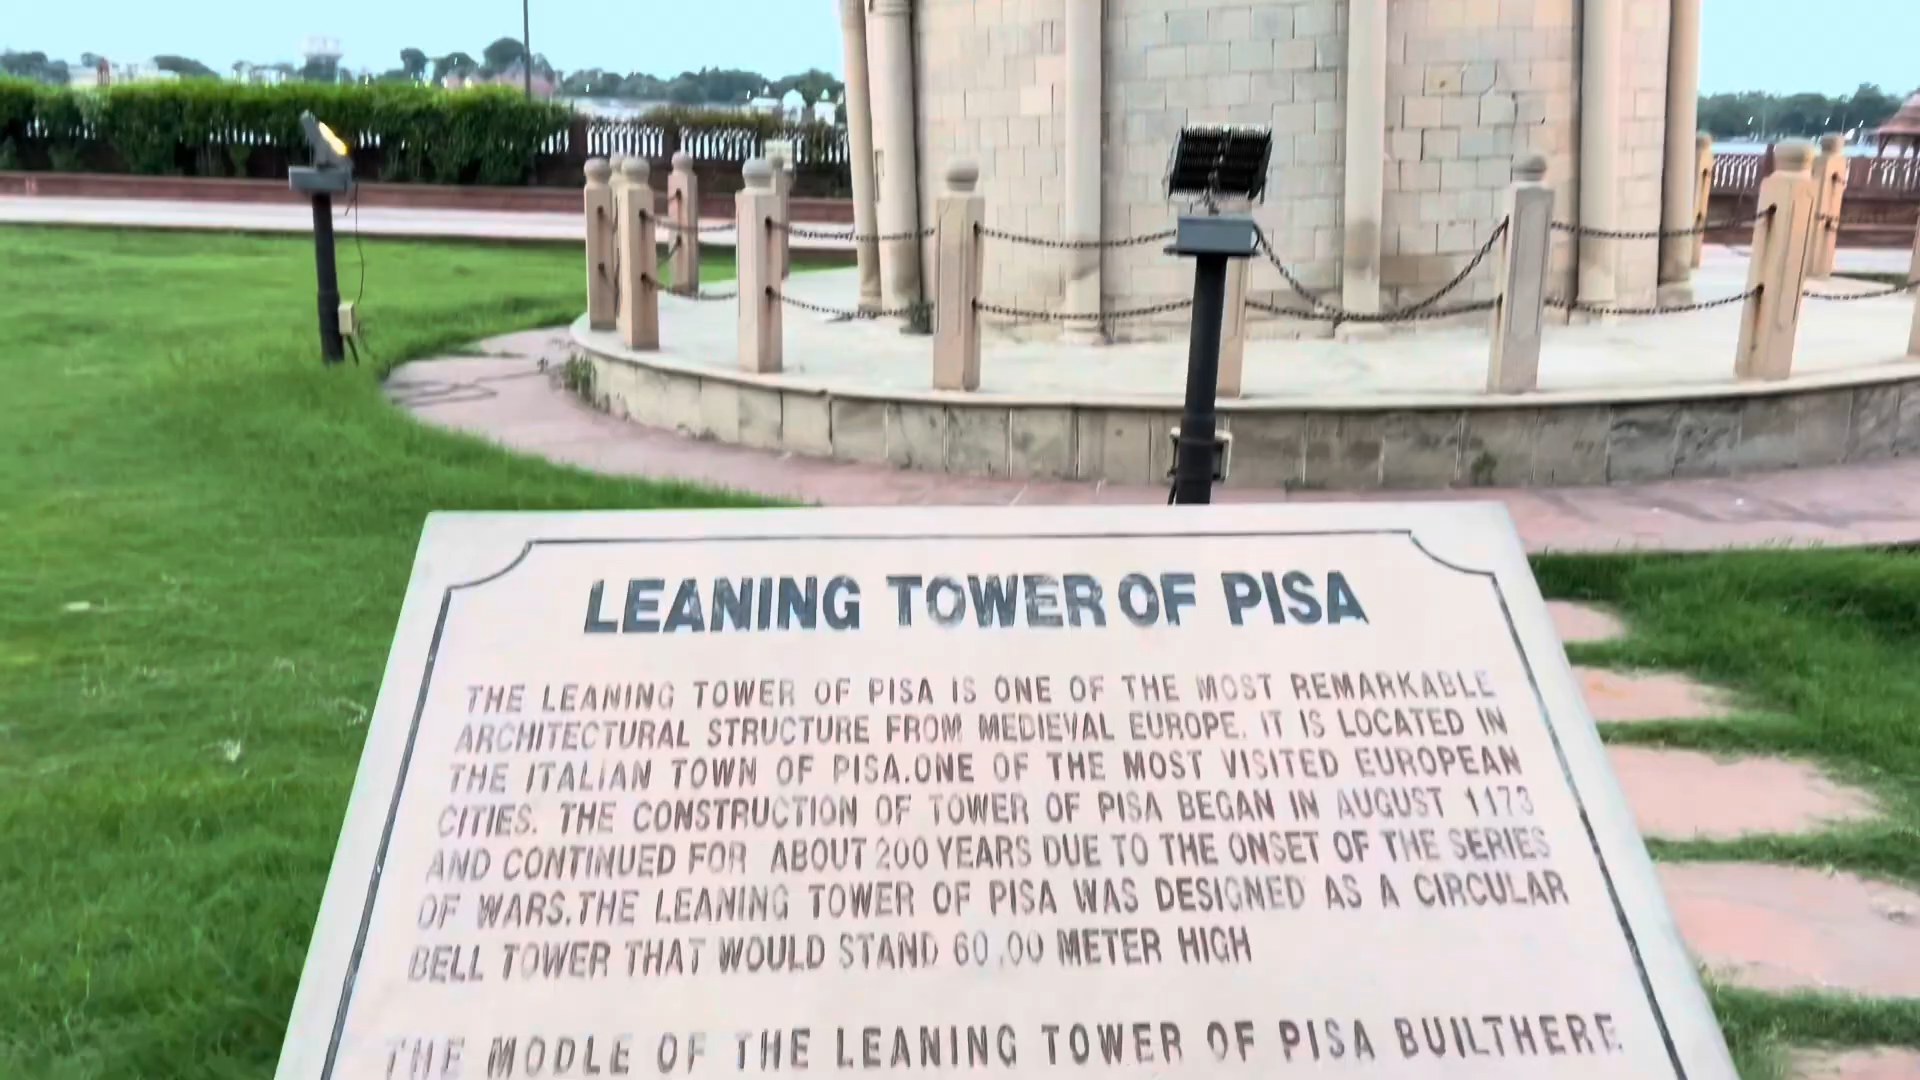 LEANING TOWER OF PISA
THE LEANING TOWER OF PISA IS ONE OF THE MOST REMARKABLE
ARCHITECTURAL STRUCTURE FROM MEDIEVAL EUROPE. IT IS LOCATED IN
THE ITALIAN TOWN OF PISA.ONE OF THE MOST VISITED EUROPEAN
CITIES. THE CONSTRUCTION OF TOWER OF PISA BEGAN IN AUGUST 1173
AND CONTINUED FOR ABOUT 200 YEARS DUE TO THE ONSET OF THE SERIES
OF WARS.THE LEANING TOWER OF PISA WAS DESIGNED AS A CIRCULAR
BELL TOWER THAT WOULD STAND 60.00 METER HIGH
THE MODLE OF THE LEANING TOWER OF PISA BUILTHERE